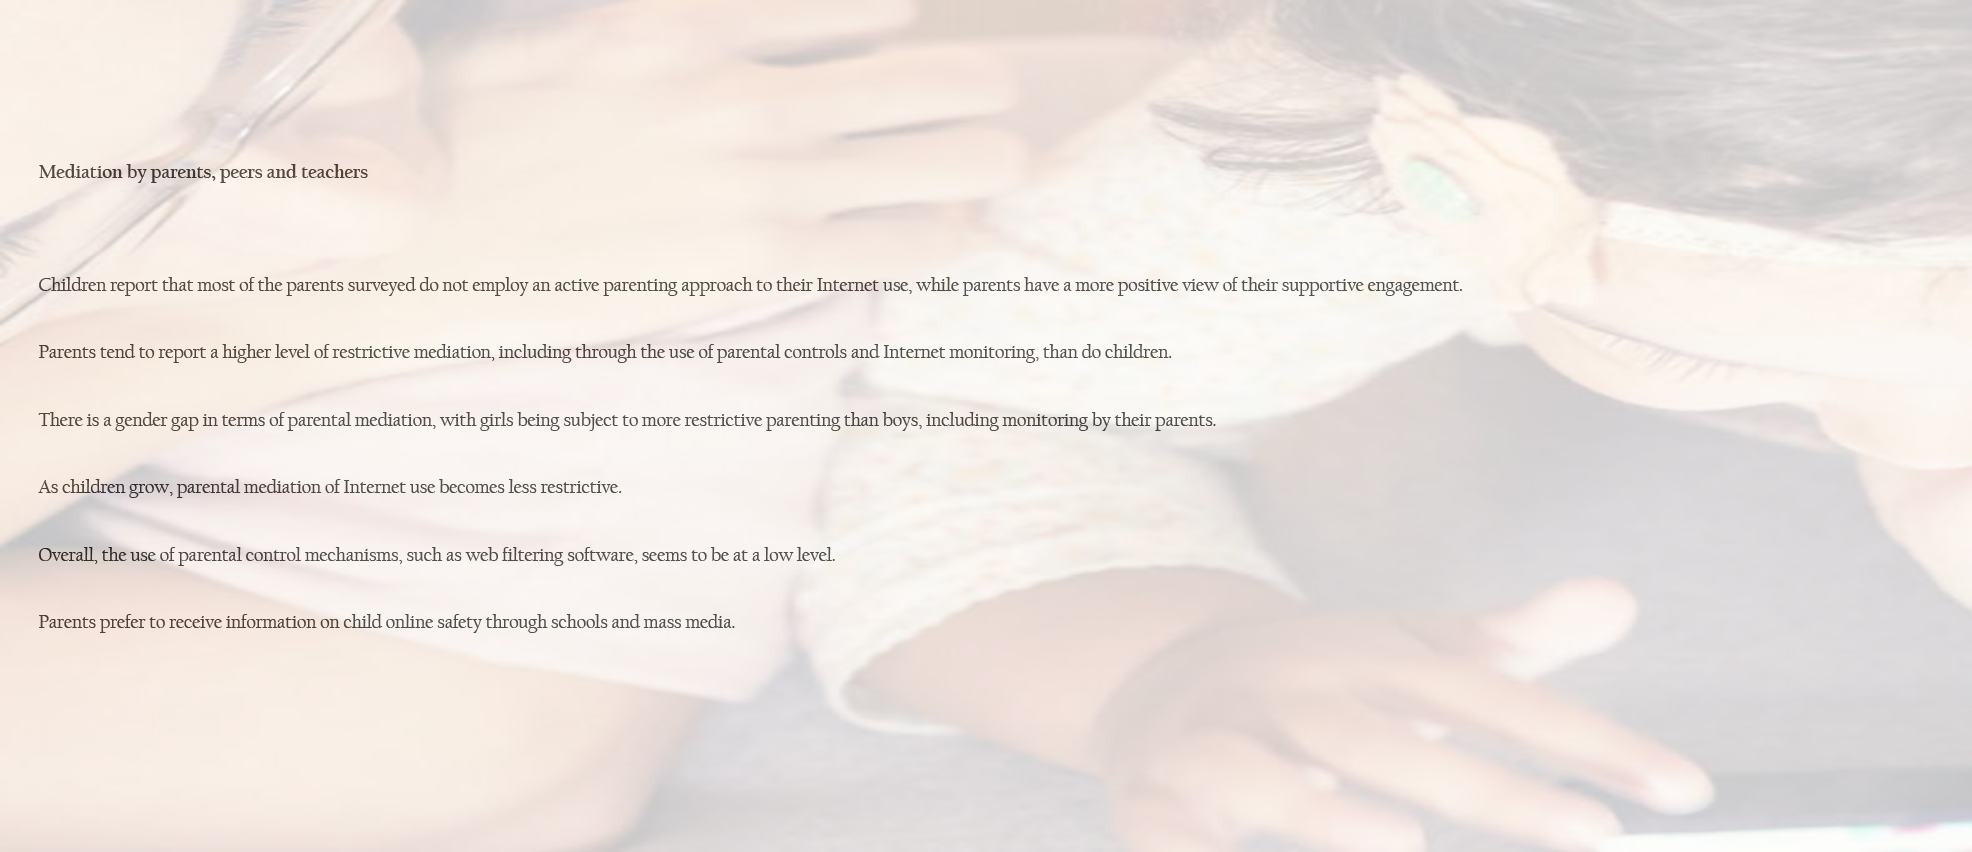 Mediation by parents, peers and teachers
Children report that most of the parents surveyed do not employ an active parenting approach to their Internet use, while parents have a more positive view of their supportive engagement.
Parents tend to report a higher level of restrictive mediation, including through the use of parental controls and Internet monitoring, than do children.
There is a gender gap in terms of parental mediation, with girls being subject to more restrictive parenting than boys, including monitoring by their parents.
As children grow, parental mediation of Internet use becomes less restrictive.
Overall, the use of parental control mechanisms, such as web filtering software, seems to be at a low level.
Parents prefer to receive information on child online safety through schools and mass media.